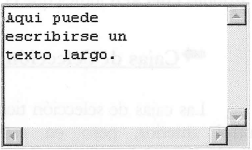 Aqui puede
escribirse un
texto largo.